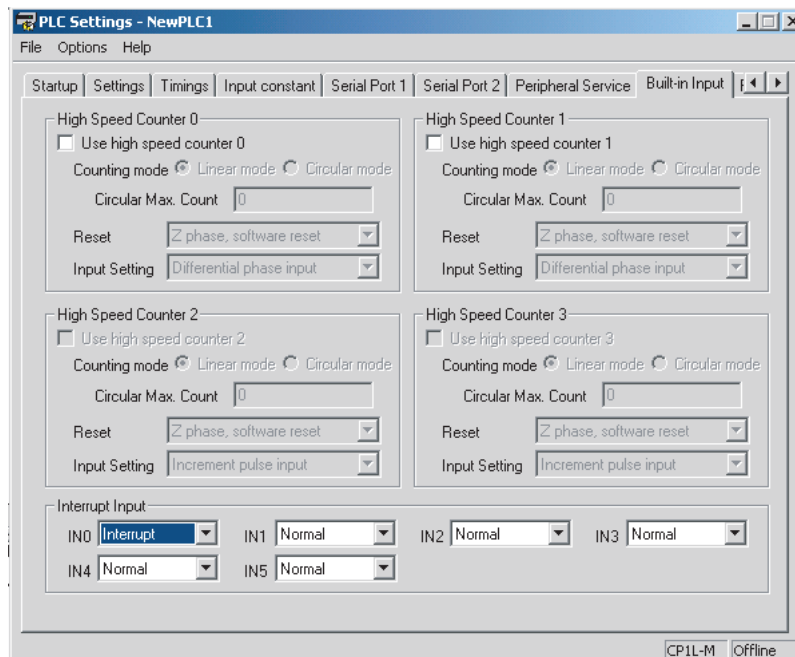 PLC Settings - NewPLC1
File Options Help
Startup Settings Timings Input constant Serial Port 1 Serial Port 2 Peripheral Service Built-in Input
High Speed Counter 0
Use high speed counter 0
Counting mode Linear mode Circular mode
Circular Max. Count 0
Reset Z phase, software reset
Input Setting Differential phase input
High Speed Counter 1
Use high speed counter 1
Counting mode Linear mode Circular mode
Circular Max. Count 0
Reset Z phase, software reset
Input Setting Differential phase input
High Speed Counter 2
Use high speed counter 2
Counting mode Linear mode Circular mode
Circular Max. Count 0
Reset Z phase, software reset
Input Setting Increment pulse input
High Speed Counter 3
Use high speed counter 3
Counting mode Linear mode Circular mode
Circular Max. Count 0
Reset Z phase, software reset
Input Setting Increment pulse input
Interrupt Input
IN0 Interrupt IN1 Normal IN2 Normal IN3 Normal
IN4 Normal IN5 Normal
CP1L-M Offline